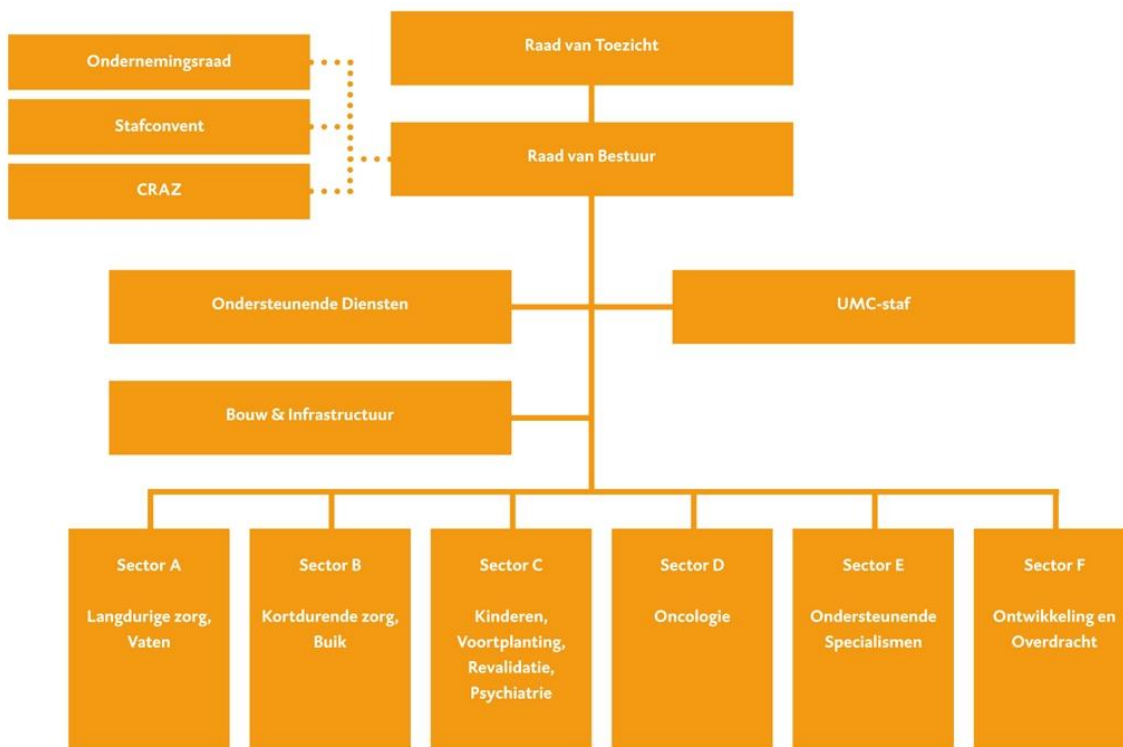 Raad van Toezicht
Ondernemingsraad
Stafconvent
CRAZ
Raad van Bestuur
Ondersteunende Diensten
UMC-staf
Bouw & Infrastructuur
Sector A
Langdurige zorg,
Vaten
Sector B
Kortdurende zorg,
Buik
Sector C
Kinderen,
Voortplanting,
Revalidatie,
Psychiatrie
Sector D
Oncologie
Sector E
Ondersteunende
Specialismen
Sector F
Ontwikkeling en
Overdracht